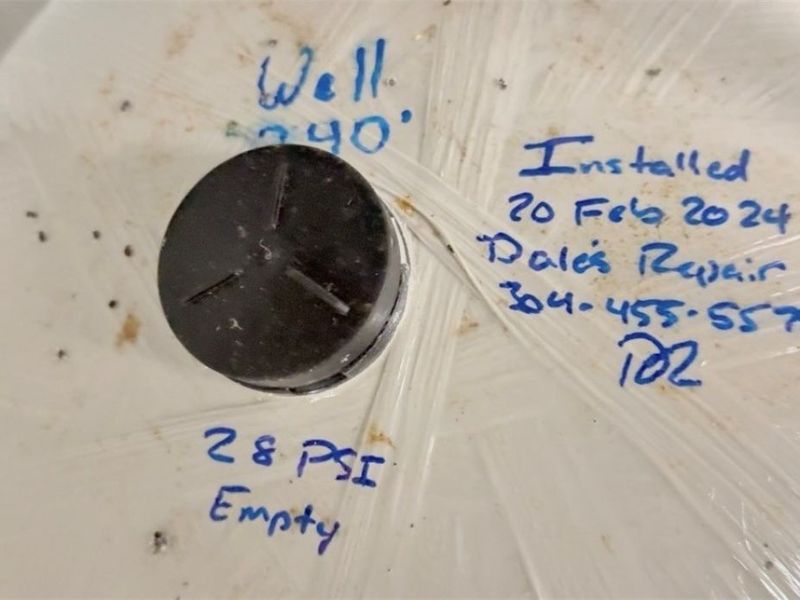 Well
240'
Installed
20 Feb 2024
Dale's Repair
304-455-557
28 PSI
Empty